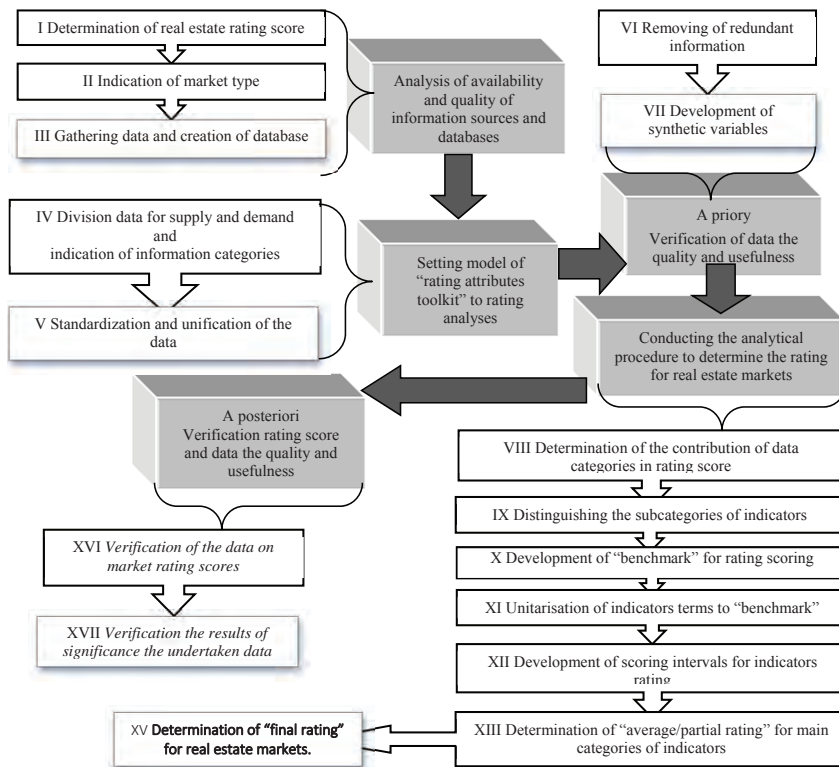 I Determination of real estate rating score
II Indication of market type
III Gathering data and creation of database
Analysis of availability
and quality of
information sources and
databases
VI Removing of redundant
information
VII Development of
synthetic variables
IV Division data for supply and demand
and
indication of information categories
V Standardization and unification of the
data
Setting model of
“rating attributes
toolkit” to rating
analyses
A priory
Verification of data the
quality and usefulness
Conducting the analytical
procedure to determine the rating
for real estate markets
A posteriori
Verification rating score
and data the quality and
usefulness
XVI Verification of the data on
market rating scores
XVII Verification the results of
significance the undertaken data
VIII Determination of the contribution of data
categories in rating score
IX Distinguishing the subcategories of indicators
X Development of “benchmark” for rating scoring
XI Unitarisation of indicators terms to “benchmark”
XII Development of scoring intervals for indicators
rating
XIII Determination of “average/partial rating” for main
categories of indicators
XV Determination of “final rating”
for real estate markets.